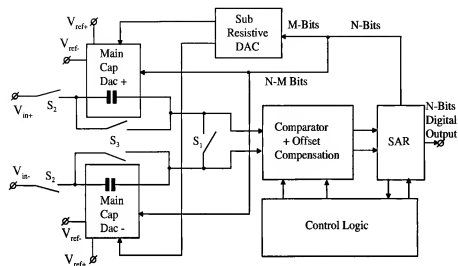 Sub
Resistive
DAC
M-Bits
N-Bits
Vref+
Vref-
Main
Cap
Dac +
N-M Bits
Vin+
S2
S3
S1
Comparator
+ Offset
Compensation
SAR
N-Bits
Digital
Output
Vin-
S2
Main
Cap
Dac -
Vref-
Vref+
Control Logic